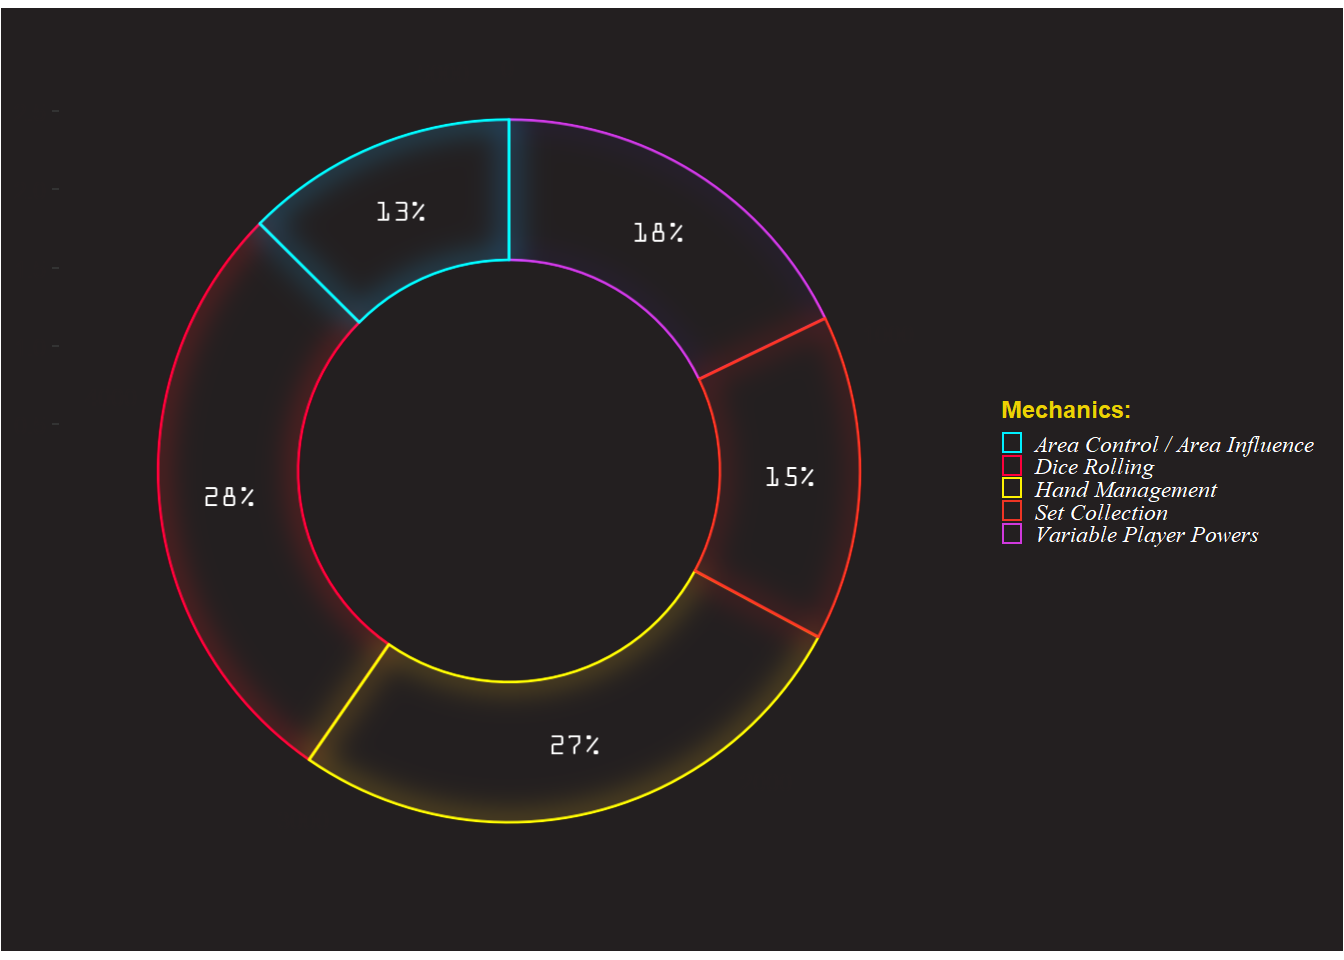 13%
18%
15%
28%
27%
Mechanics:
Area Control / Area Influence
Dice Rolling
Hand Management
Set Collection
Variable Player Powers